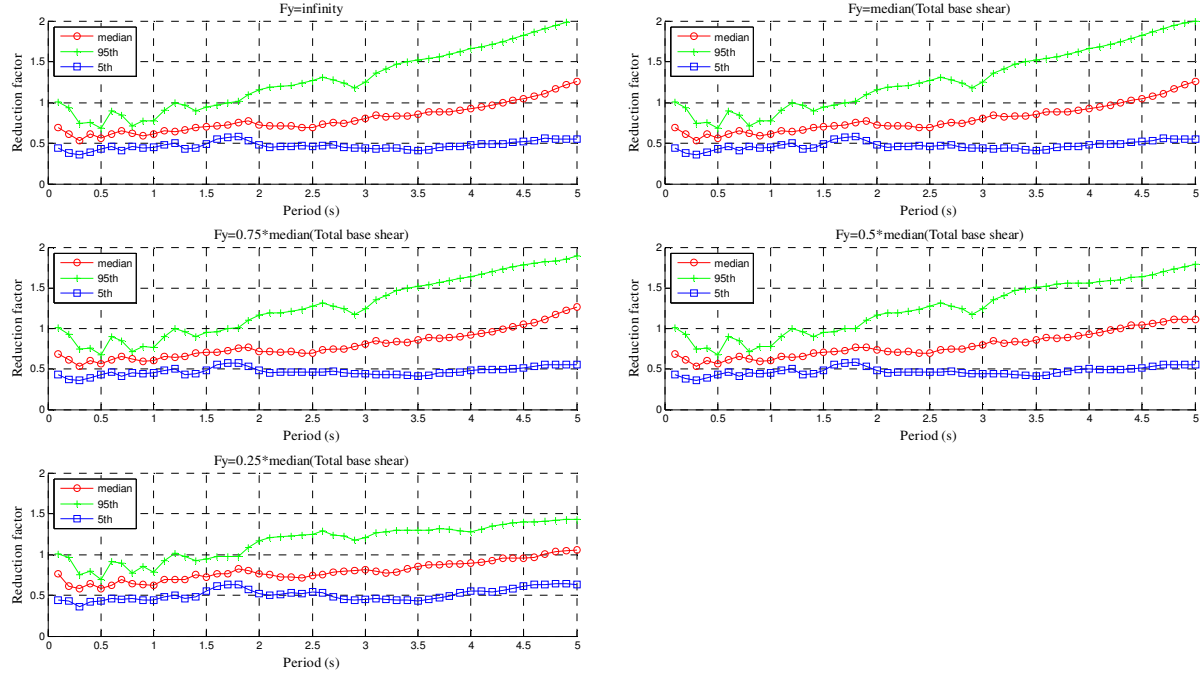 Fy=infinity
2
1.5
1
0.5
0
Reduction factor
median
95th
5th
0 0.5 1 1.5 2 2.5 3 3.5 4 4.5 5
Period (s)
Fy=median(Total base shear)
2
1.5
1
0.5
0
Reduction factor
median
95th
5th
0 0.5 1 1.5 2 2.5 3 3.5 4 4.5 5
Period (s)
Fy=0.75*median(Total base shear)
2
1.5
1
0.5
0
Reduction factor
median
95th
5th
0 0.5 1 1.5 2 2.5 3 3.5 4 4.5 5
Period (s)
Fy=0.5*median(Total base shear)
2
1.5
1
0.5
0
Reduction factor
median
95th
5th
0 0.5 1 1.5 2 2.5 3 3.5 4 4.5 5
Period (s)
Fy=0.25*median(Total base shear)
2
1.5
1
0.5
0
Reduction factor
median
95th
5th
0 0.5 1 1.5 2 2.5 3 3.5 4 4.5 5
Period (s)